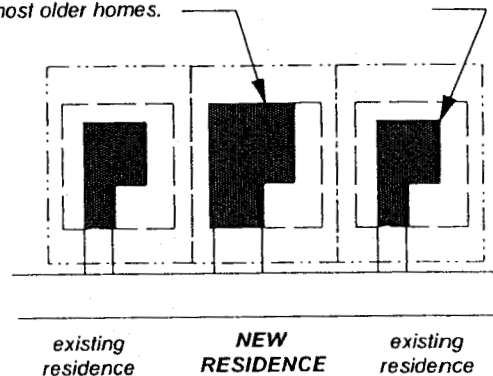 most older homes.
existing
residence
NEW
RESIDENCE
existing
residence